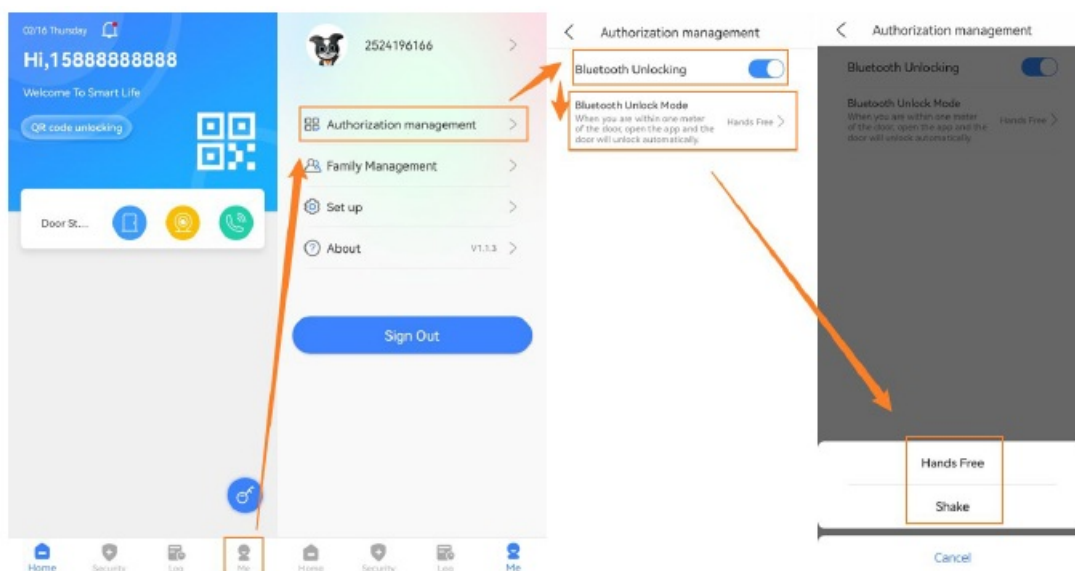 02/16 Thursday
Hi,15888888888
Welcome To Smart Life
QR code unlocking
Door St....
Home
Security
Log
Me
2524196166
Authorization management
Family Management
Set up
About
V1.1.3
Sign Out
Home
Security
Log
Me
Authorization management
Bluetooth Unlocking
Bluetooth Unlock Mode
When you are within one meter
of the door, open the app and the
door will unlock automatically.
Hands Free
Authorization management
Bluetooth Unlocking
Bluetooth Unlock Mode
When you are within one meter
of the door, open the app and the
door will unlock automatically.
Hands Free
Hands Free
Shake
Cancel